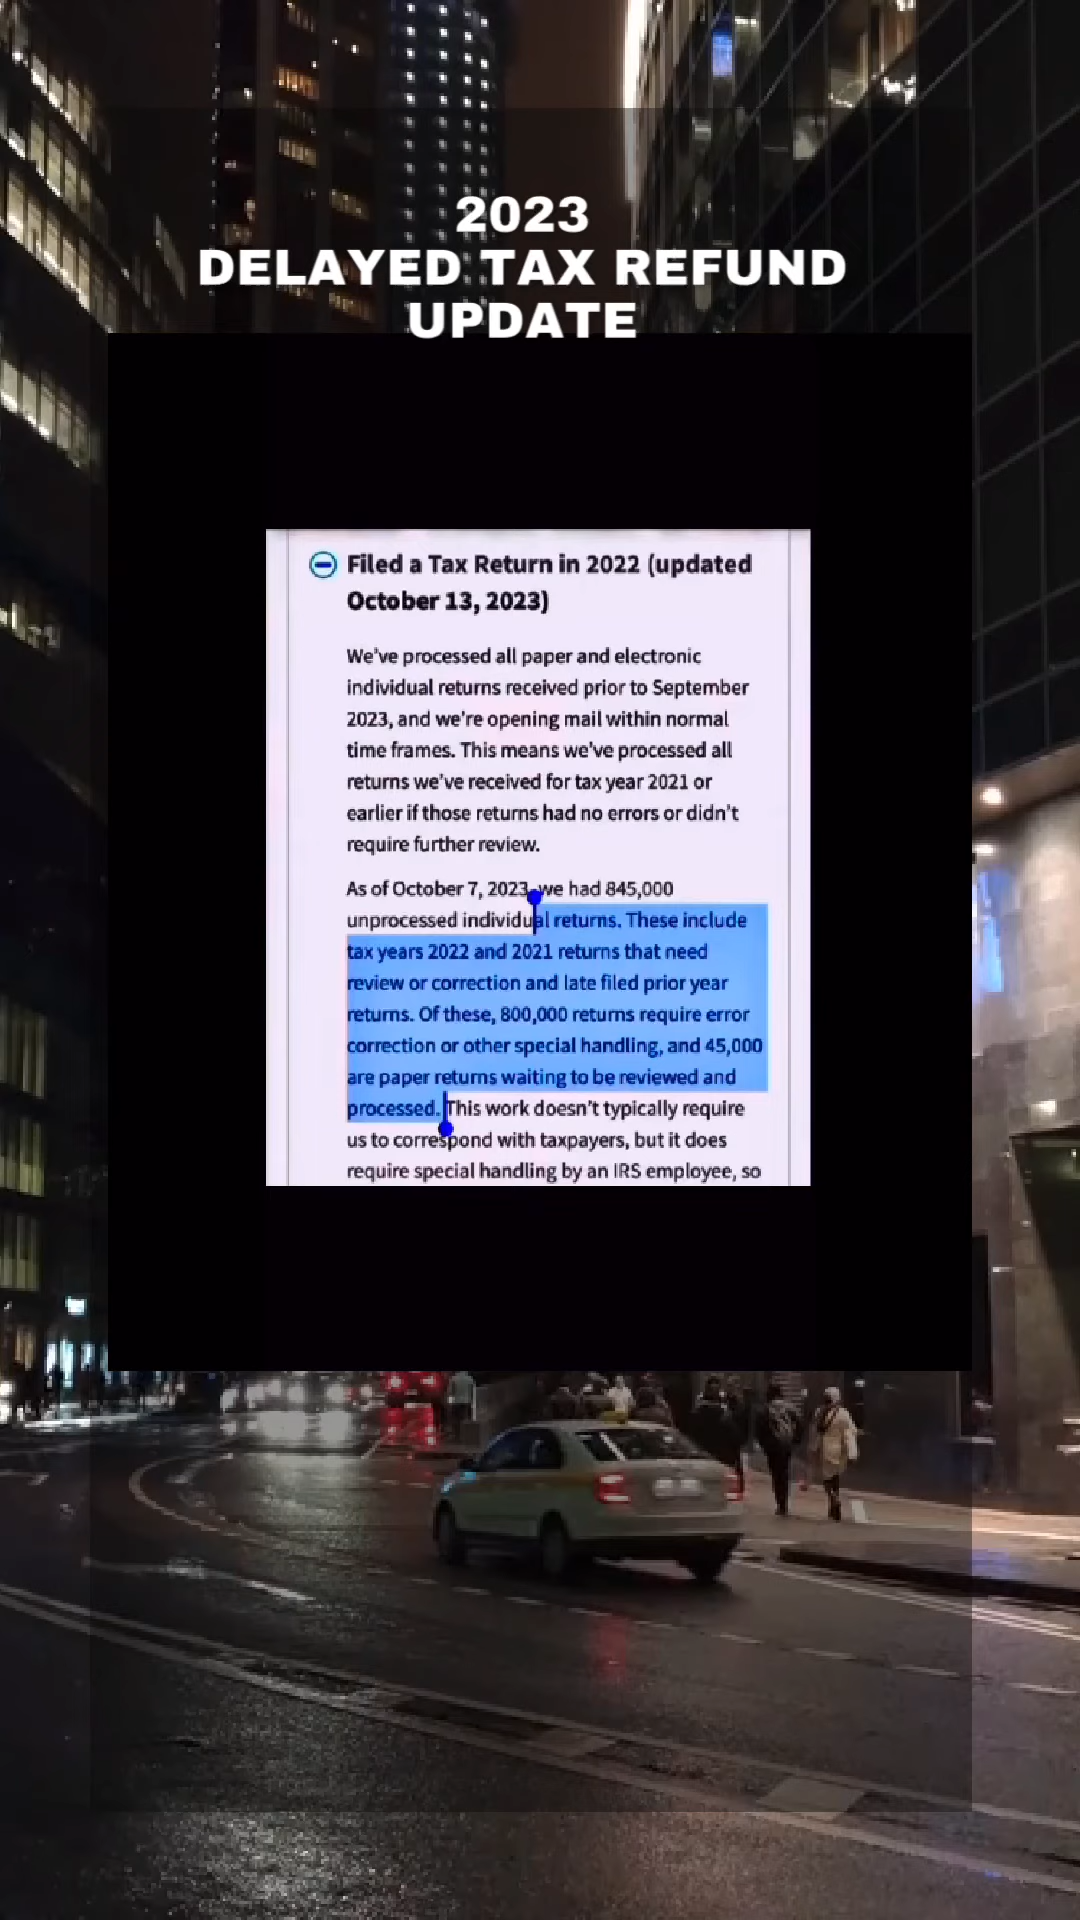 2023
DELAYED TAX REFUND
UPDATE
Filed a Tax Return in 2022 (updated
October 13, 2023)
We've processed all paper and electronic
individual returns received prior to September
2023, and we're opening mail within normal
time frames. This means we've processed all
returns we've received for tax year 2021 or
earlier if those returns had no errors or didn't
require further review.
As of October 7, 2023, we had 845,000
unprocessed individual returns. These include
tax years 2022 and 2021 returns that need
review or correction and late filed prior year
returns. Of these, 800,000 returns require error
correction or other special handling, and 45,000
are paper returns waiting to be reviewed and
processed. This work doesn't typically require
us to correspond with taxpayers, but it does
require special handling by an IRS employee, so